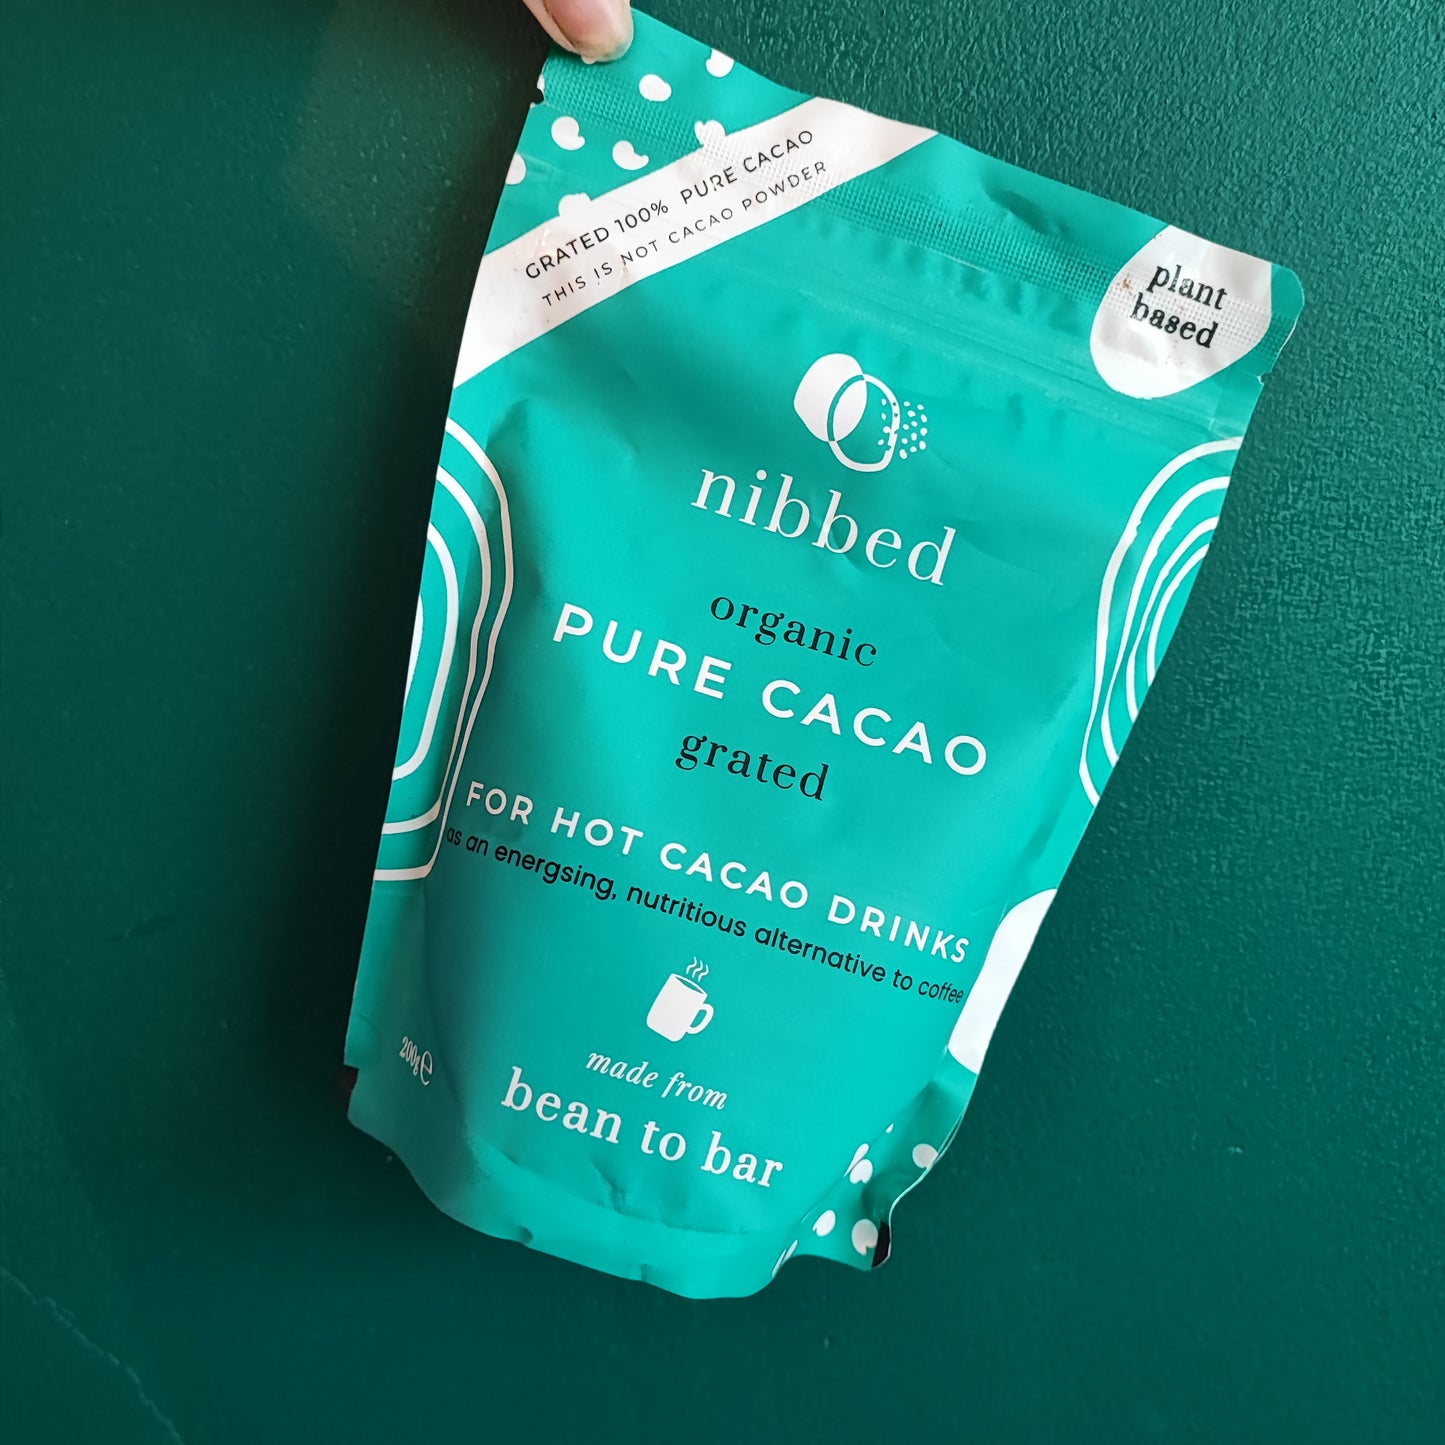 GRATED 100% PURE CACAO
THIS IS NOT CACAO POWDER
plant
based
nibbed
organic
PURE CACAO
grated
FOR HOT CACAO DRINKS
as an energsing, nutritious alternative to coffee
200g℮
made from
bean to bar